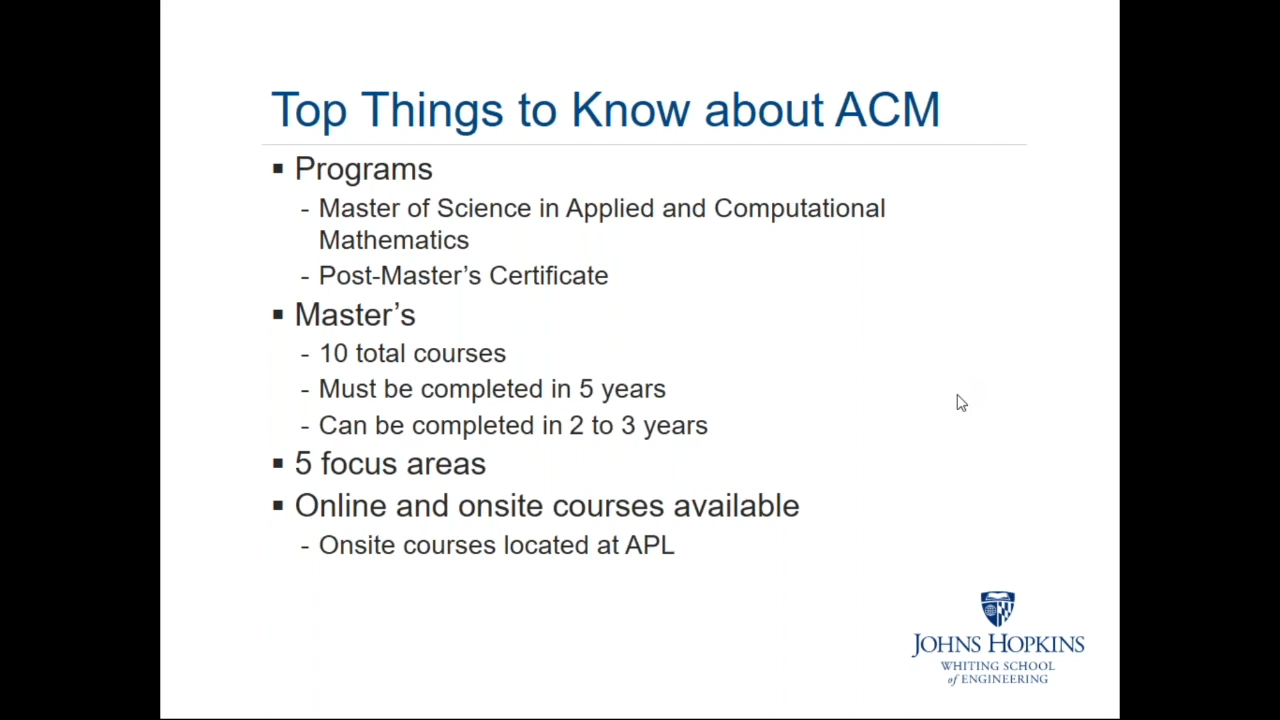 Top Things to Know about ACM
▪ Programs
- Master of Science in Applied and Computational
Mathematics
- Post-Master’s Certificate
▪ Master’s
- 10 total courses
- Must be completed in 5 years
- Can be completed in 2 to 3 years
▪ 5 focus areas
▪ Online and onsite courses available
- Onsite courses located at APL
JOHNS HOPKINS
WHITING SCHOOL
of ENGINEERING